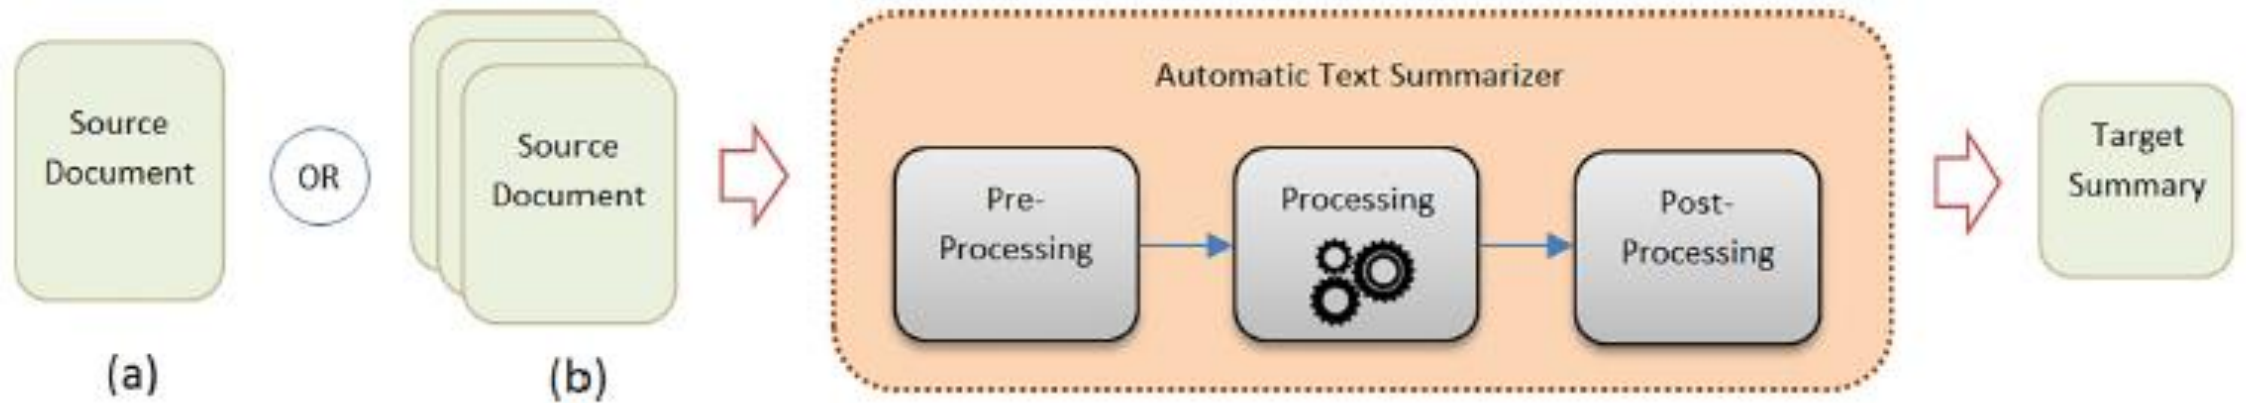 Source
Document
(a)
OR
Source
Document
(b)
Automatic Text Summarizer
Pre-
Processing
Processing
Post-
Processing
Target
Summary